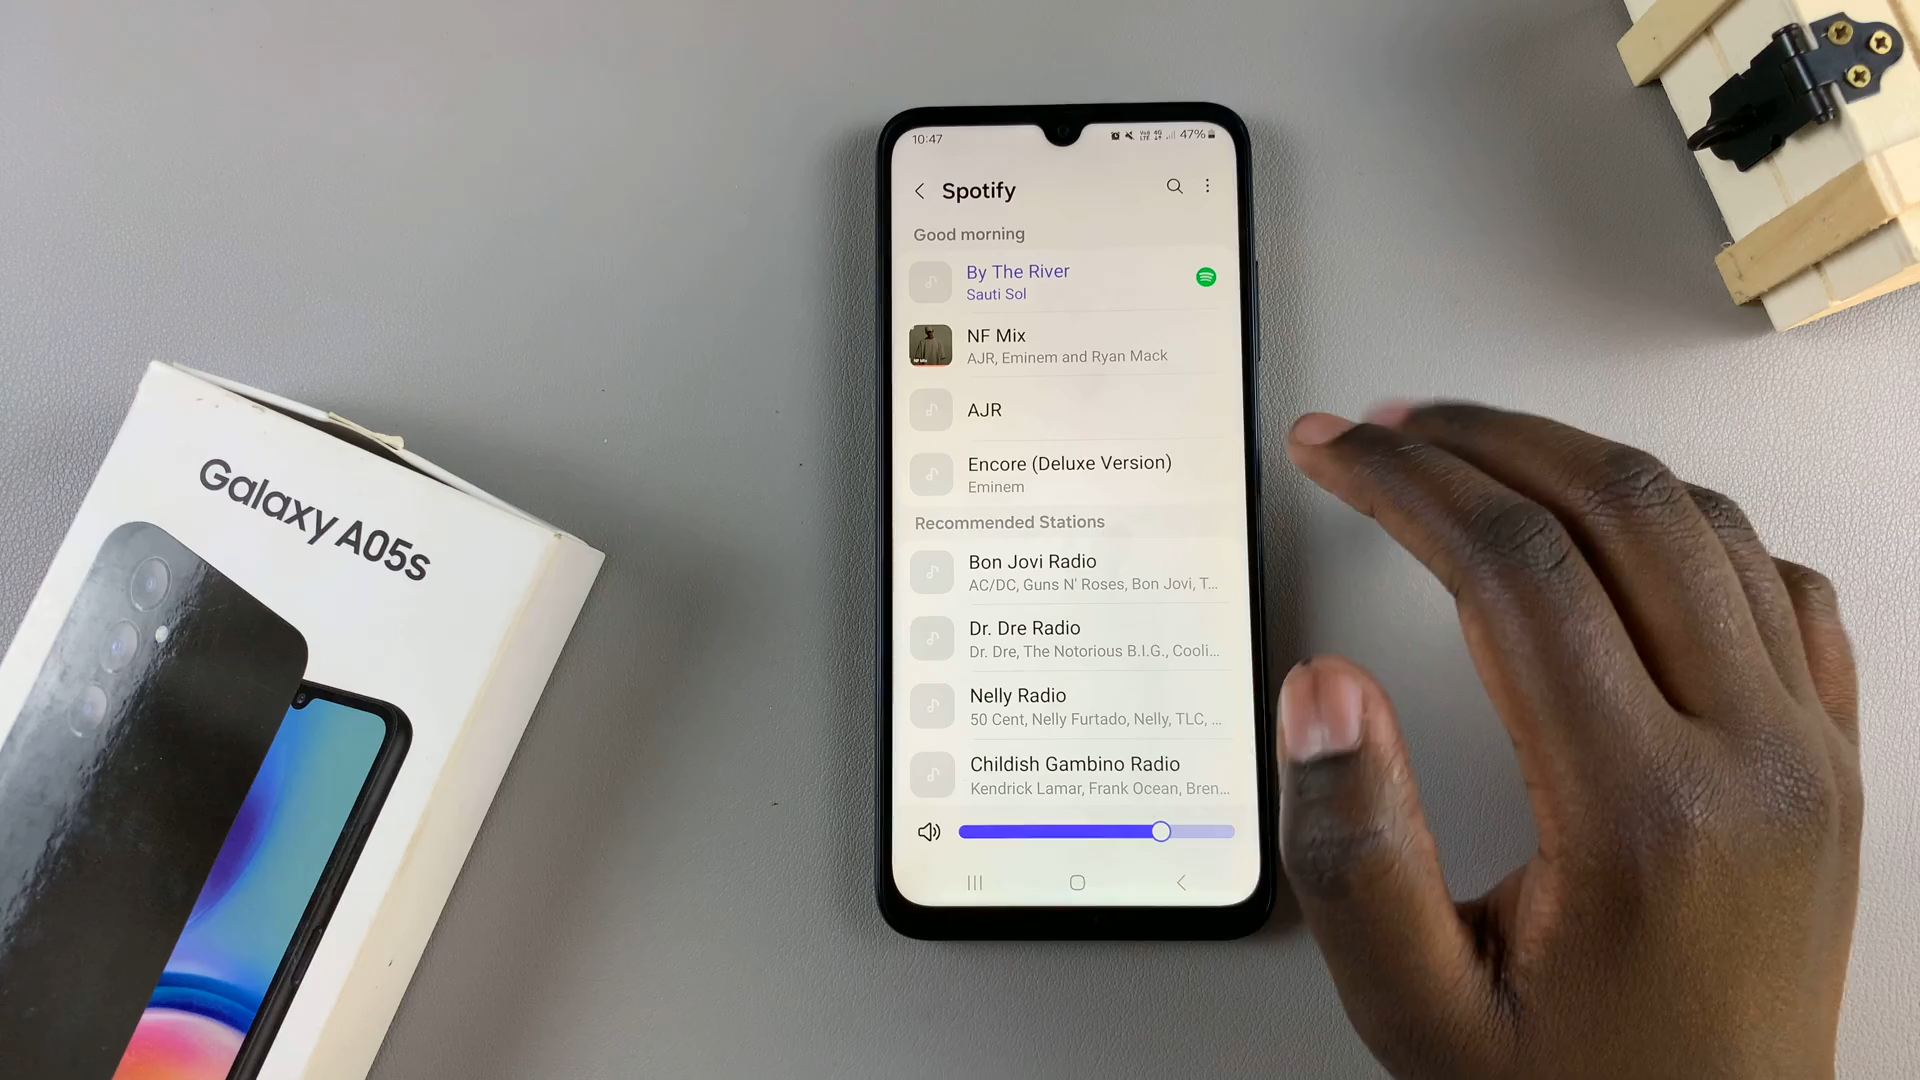 10:47
47%
Spotify
Good morning
By The River
Sauti Sol
NF Mix
AJR, Eminem and Ryan Mack
AJR
Encore (Deluxe Version)
Eminem
Recommended Stations
Bon Jovi Radio
AC/DC, Guns N' Roses, Bon Jovi, T...
Dr. Dre Radio
Dr. Dre, The Notorious B.I.G., Cooli...
Nelly Radio
50 Cent, Nelly Furtado, Nelly, TLC, ...
Childish Gambino Radio
Kendrick Lamar, Frank Ocean, Bren...
Galaxy A05s